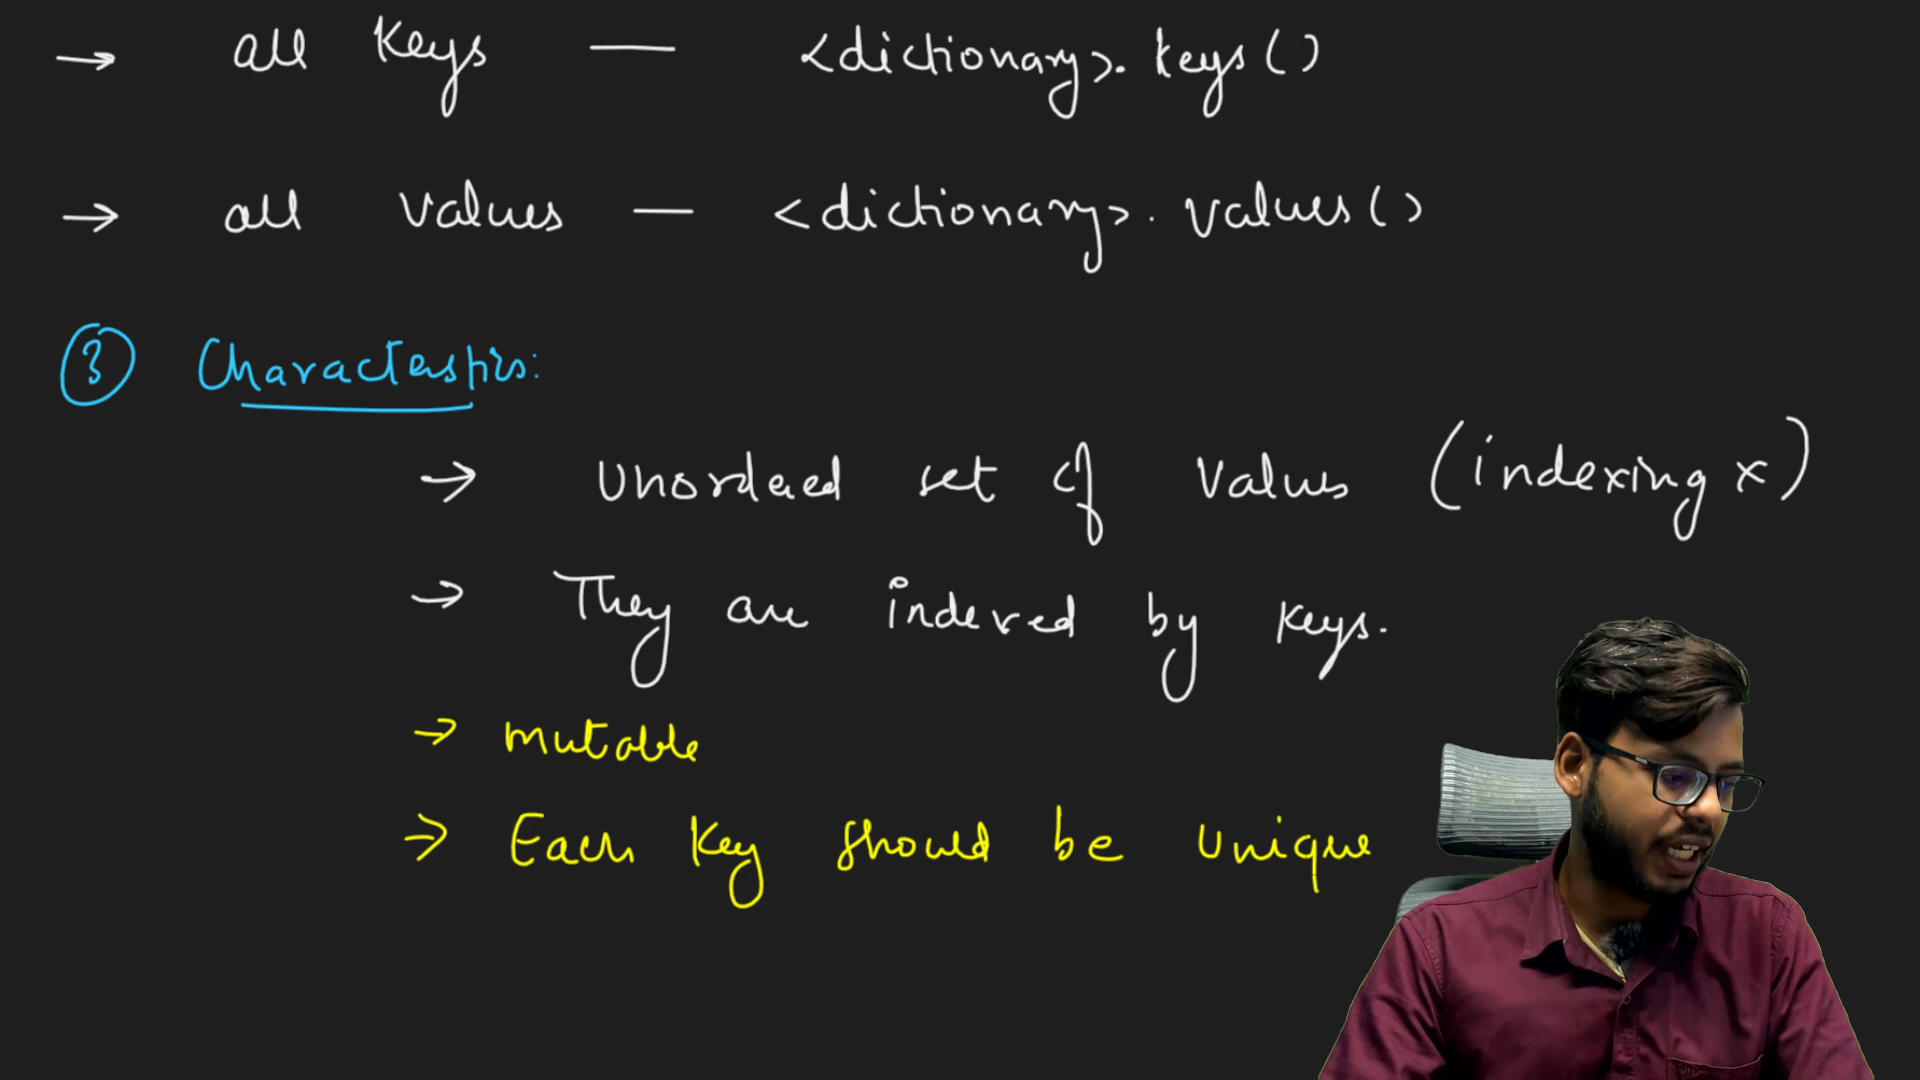 → all Keys — <dictionary>.keys()
→ all values — <dictionary>.values()
③ Characterstics:
→ Unordered set of values (indexing x)
→ They are indexed by keys.
→ mutable
→ Each key should be unique